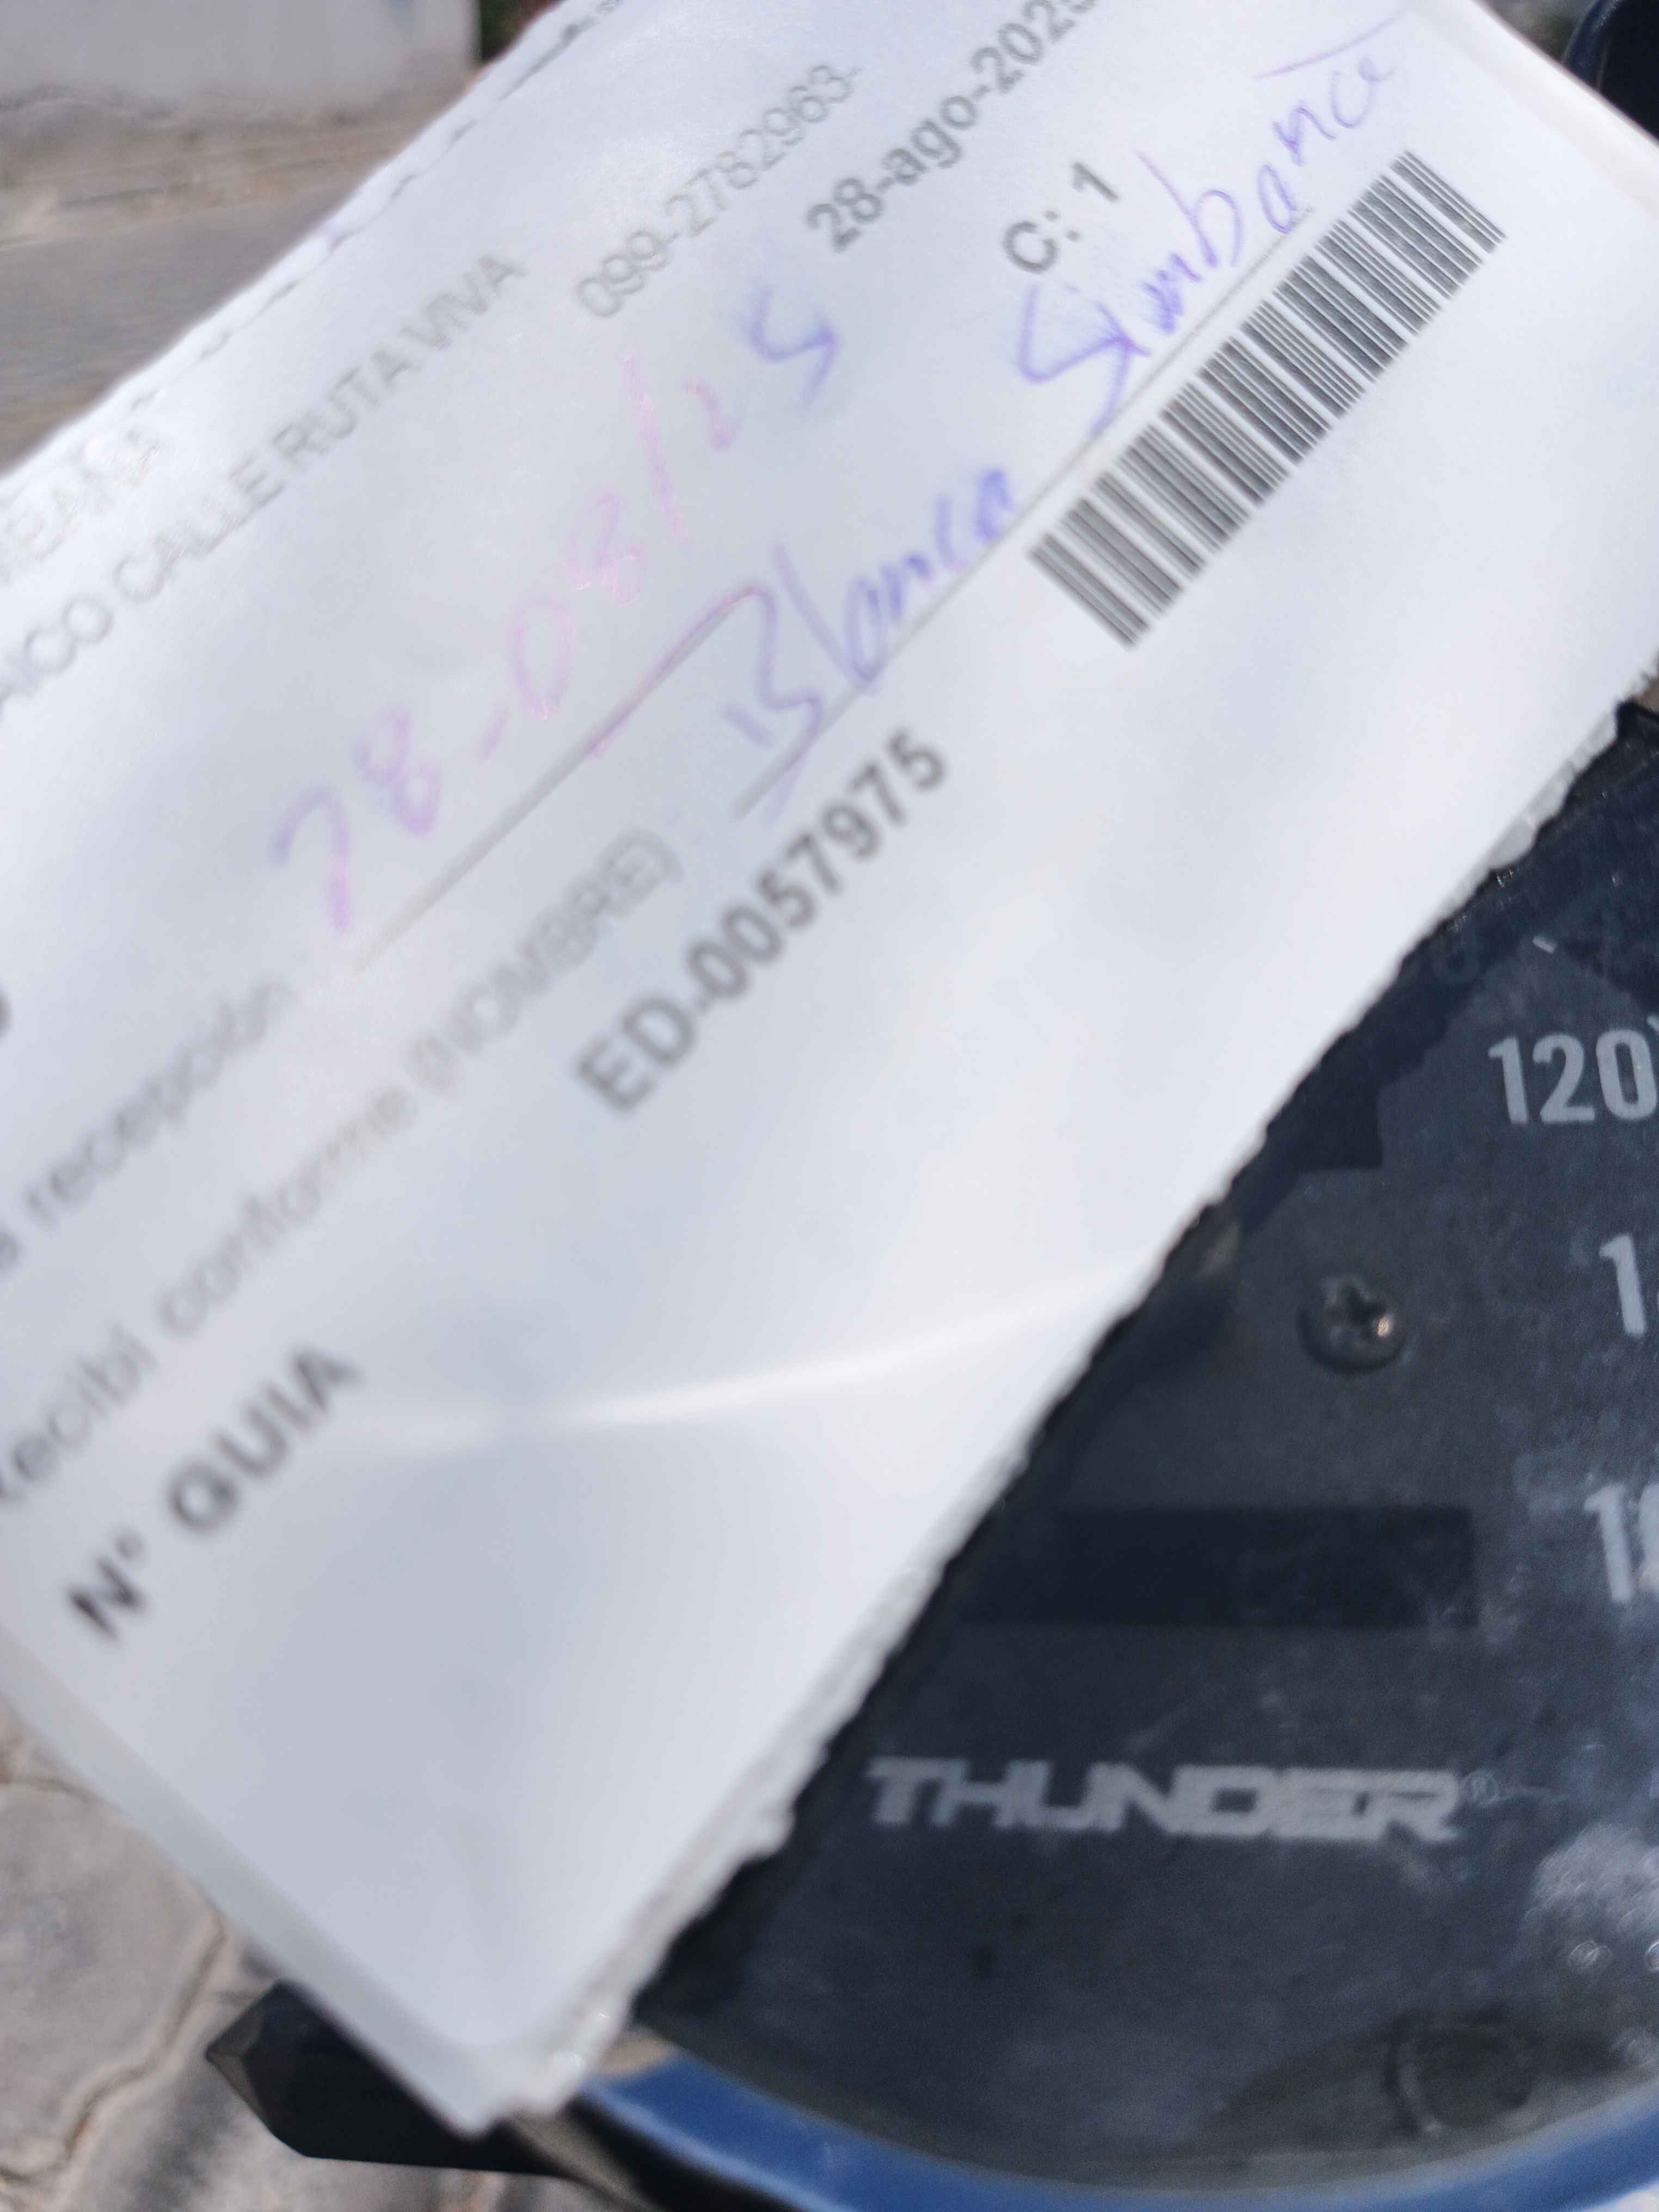 CALLE RUTA VIVA
099-2782963-
28-ago-2025
C: 1
recepción 28-08/25
Recibi conforme (NOMBRE) Blanca Simbaña
N° GUIA ED-0057975
120
THUNDER®